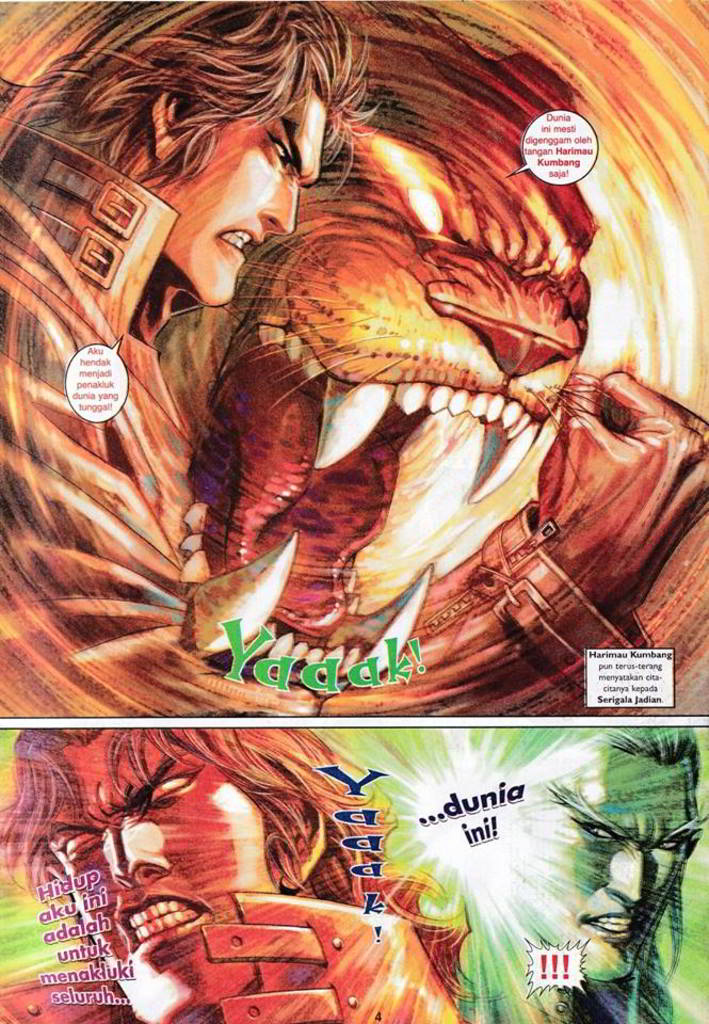 Dunia
ini mesti
digenggam oleh
tangan Harimau
Kumbang
saja!
Aku
hendak
menjadi
penakluk
dunia yang
tunggal!
Yaaak!
Harimau Kumbang
pun terus-terang
menyatakan cita-
citanya kepada
Serigala Jadian.
Hidup
aku ini
adalah
untuk
menakluki
seluruh...
Yaaak!
...dunia
ini!
!!!
4